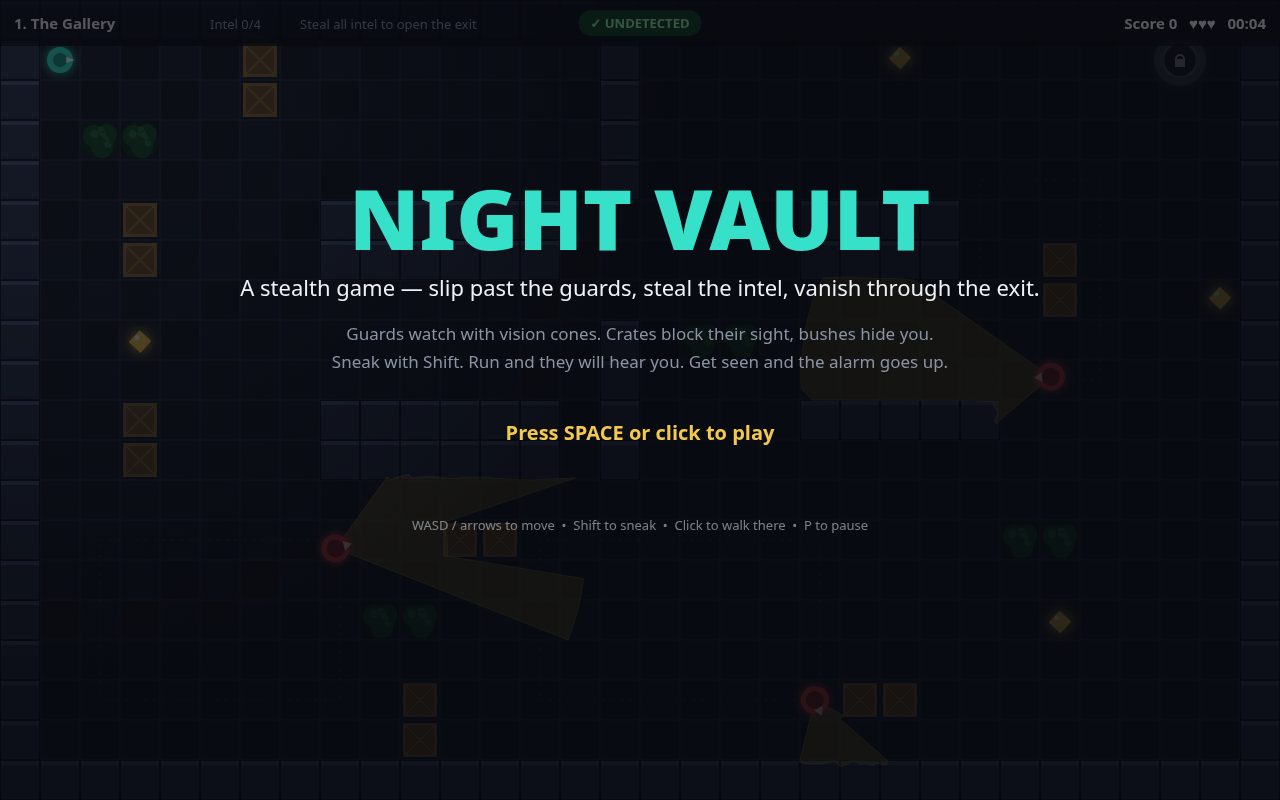 1. The Gallery
Intel 0/4
Steal all intel to open the exit
✓ UNDETECTED
Score 0 ♥♥♥ 00:04
NIGHT VAULT
A stealth game — slip past the guards, steal the intel, vanish through the exit.
Guards watch with vision cones. Crates block their sight, bushes hide you.
Sneak with Shift. Run and they will hear you. Get seen and the alarm goes up.
Press SPACE or click to play
WASD / arrows to move • Shift to sneak • Click to walk there • P to pause